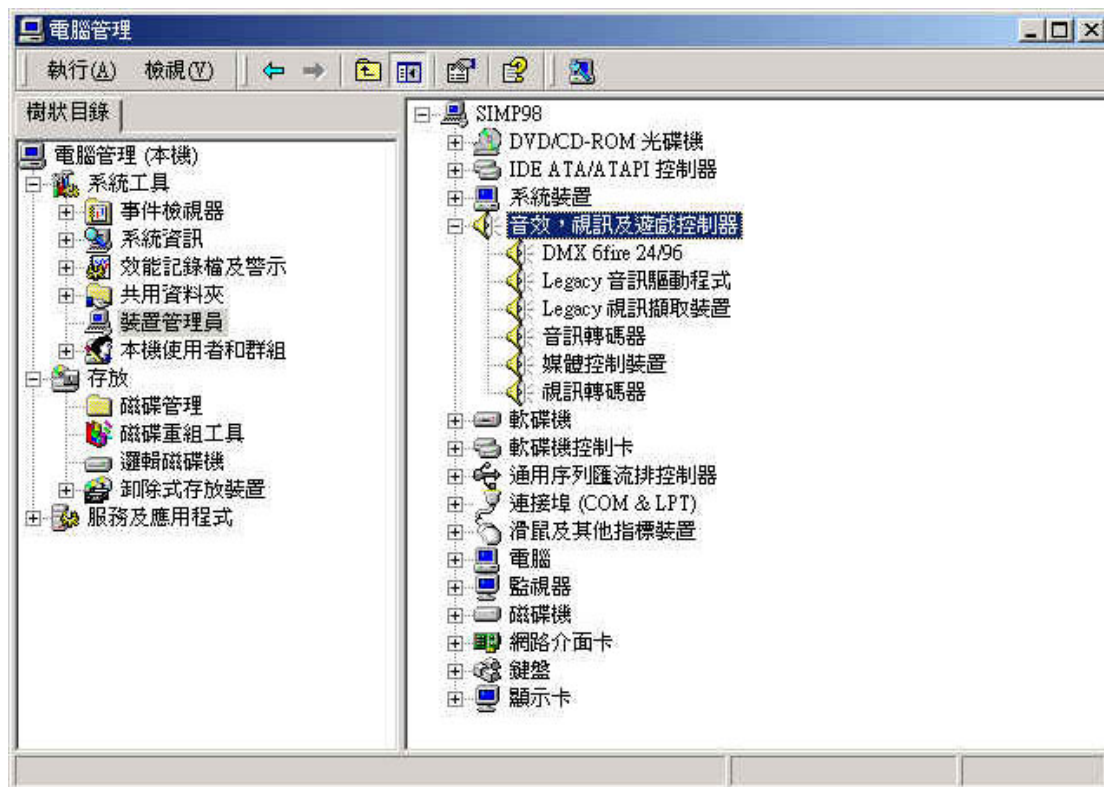 電腦管理
執行(A) 檢視(V)
樹狀目錄
電腦管理 (本機)
系統工具
事件檢視器
系統資訊
效能記錄檔及警示
共用資料夾
裝置管理員
本機使用者和群組
存放
磁碟管理
磁碟重組工具
邏輯磁碟機
卸除式存放裝置
服務及應用程式
SIMP98
DVD/CD-ROM 光碟機
IDE ATA/ATAPI 控制器
系統裝置
音效，視訊及遊戲控制器
DMX 6fire 24/96
Legacy 音訊驅動程式
Legacy 視訊擷取裝置
音訊轉碼器
媒體控制裝置
視訊轉碼器
軟碟機
軟碟機控制卡
通用序列匯流排控制器
連接埠 (COM & LPT)
滑鼠及其他指標裝置
電腦
監視器
磁碟機
網路介面卡
鍵盤
顯示卡